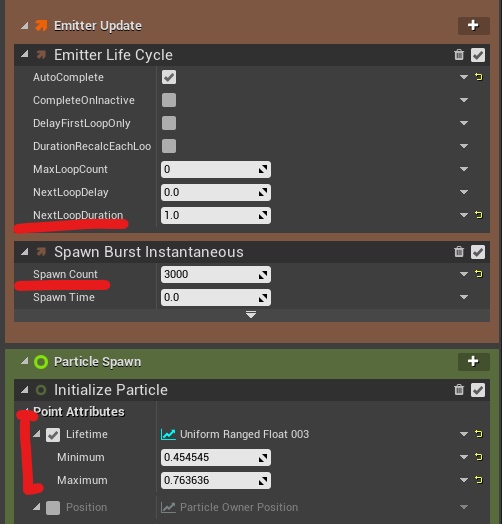 Emitter Update
Emitter Life Cycle
AutoComplete
CompleteOnInactive
DelayFirstLoopOnly
DurationRecalcEachLoo
MaxLoopCount 0
NextLoopDelay 0.0
NextLoopDuration 1.0
Spawn Burst Instantaneous
Spawn Count 3000
Spawn Time 0.0
Particle Spawn
Initialize Particle
Point Attributes
Lifetime Uniform Ranged Float 003
Minimum 0.454545
Maximum 0.763636
Position Particle Owner Position